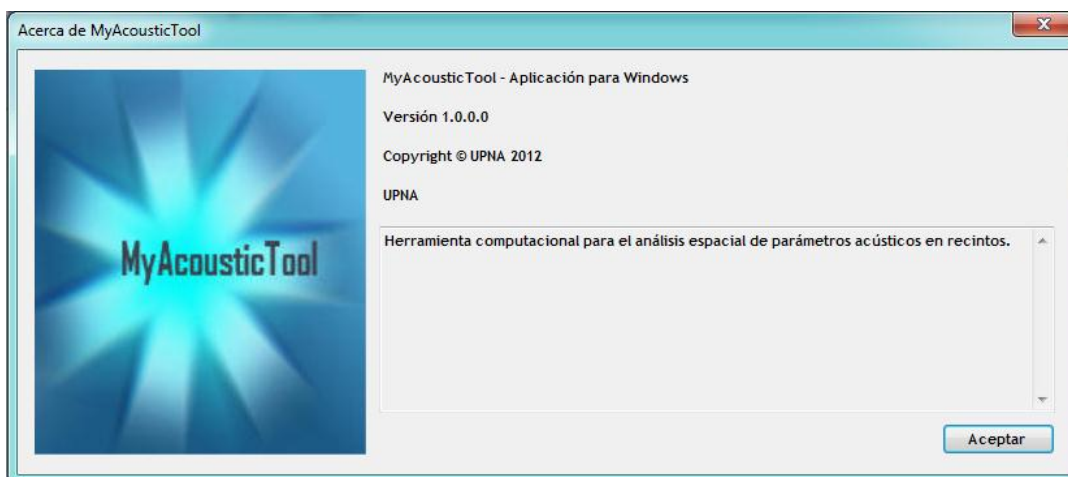 Acerca de MyAcousticTool
MyAcousticTool
MyAcousticTool - Aplicación para Windows
Versión 1.0.0.0
Copyright © UPNA 2012
UPNA
Herramienta computacional para el análisis espacial de parámetros acústicos en recintos.
Aceptar